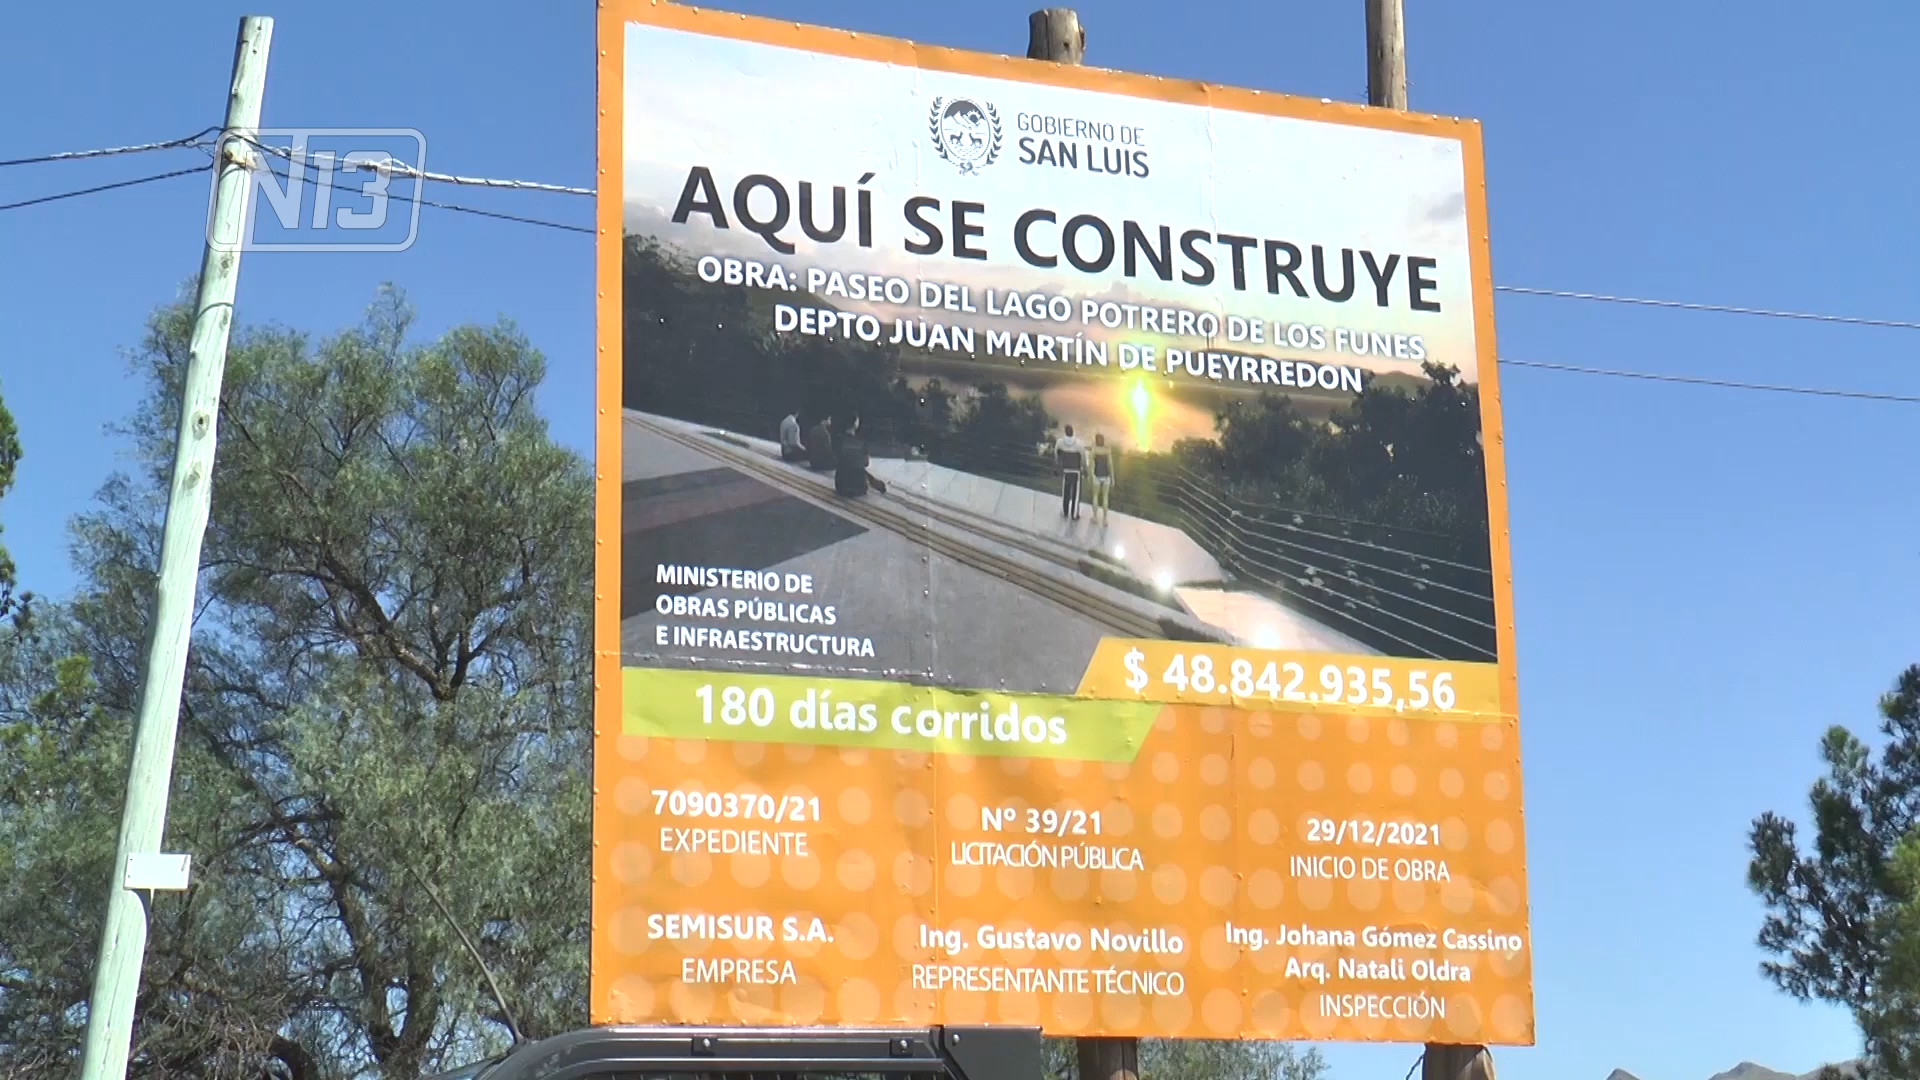 N13
GOBIERNO DE
SAN LUIS
AQUÍ SE CONSTRUYE
OBRA: PASEO DEL LAGO POTRERO DE LOS FUNES
DEPTO JUAN MARTÍN DE PUEYRREDON
MINISTERIO DE
OBRAS PÚBLICAS
E INFRAESTRUCTURA
$ 48.842.935,56
180 días corridos
7090370/21
EXPEDIENTE
Nº 39/21
LICITACIÓN PÚBLICA
29/12/2021
INICIO DE OBRA
SEMISUR S.A.
EMPRESA
Ing. Gustavo Novillo
REPRESENTANTE TÉCNICO
Ing. Johana Gómez Cassino
Arq. Natali Oldra
INSPECCIÓN